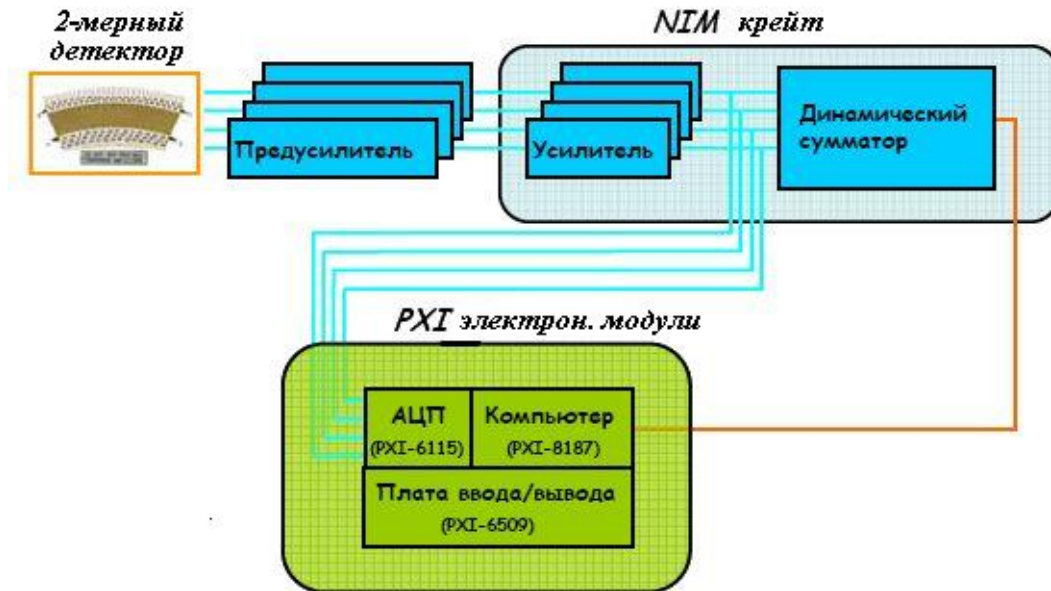 2-мерный
детектор
NIM крейт
Предусилитель
Усилитель
Динамический
сумматор
PXI электрон. модули
АЦП
(PXI-6115)
Компьютер
(PXI-8187)
Плата ввода/вывода
(PXI-6509)